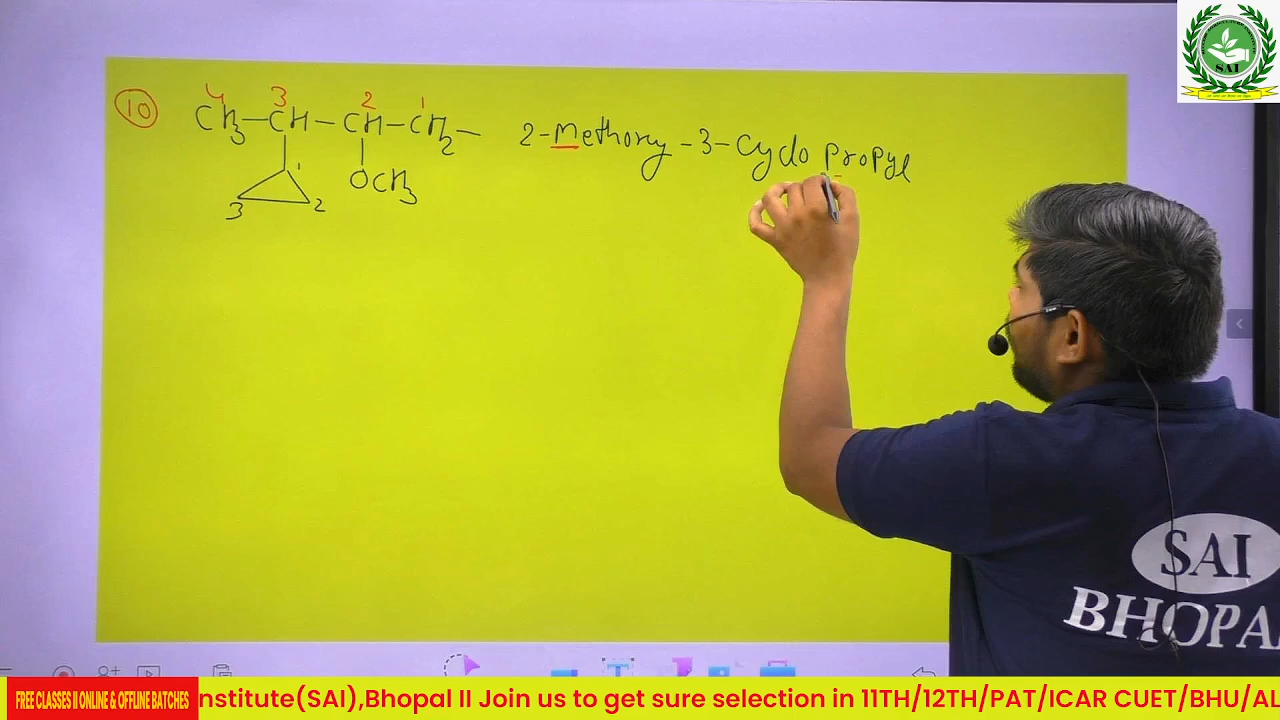 SAI
10
4 3 2 1
CH3-CH-CH-CH2- 2-Methoxy-3-Cyclo propyl
OCH3
1
3 2
SAI
BHOPA
FREE CLASSES II ONLINE & OFFLINE BATCHES
nstitute(SAI),Bhopal II Join us to get sure selection in 11TH/12TH/PAT/ICAR CUET/BHU/AL